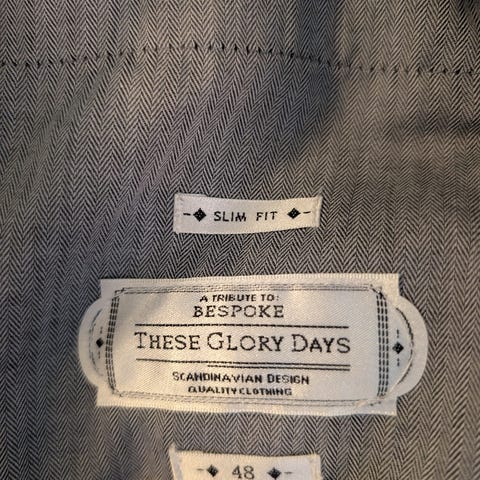 SLIM FIT
A TRIBUTE TO:
BESPOKE
THESE GLORY DAYS
SCANDINAVIAN DESIGN
QUALITY CLOTHING
48